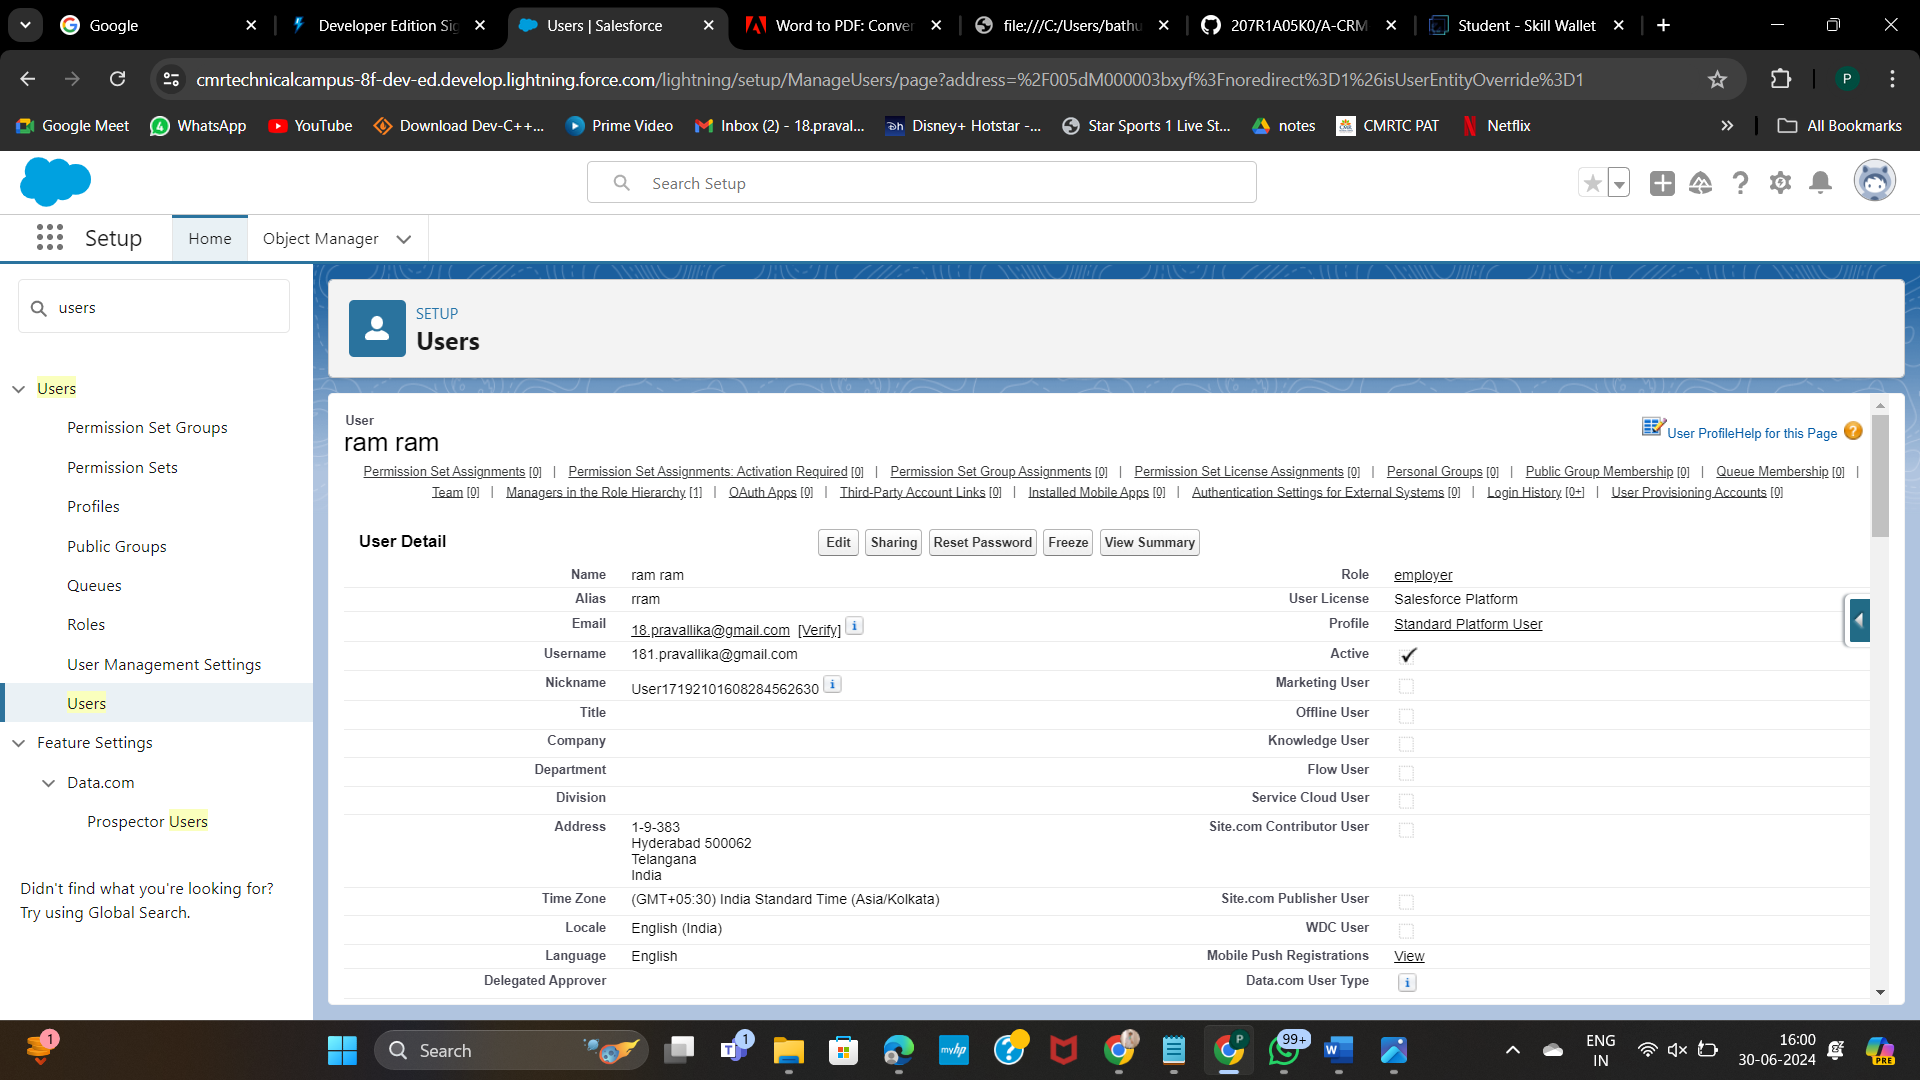 Google
Developer Edition Sig
Users | Salesforce
Word to PDF: Conver
file:///C:/Users/bathu
207R1A05K0/A-CRM
Student - Skill Wallet
cmrtechnicalcampus-8f-dev-ed.develop.lightning.force.com/lightning/setup/ManageUsers/page?address=%2F005dM000003bxyf%3Fnoredirect%3D1%26isUserEntityOverride%3D1
P
Google Meet
WhatsApp
YouTube
Download Dev-C++...
Prime Video
Inbox (2) - 18.praval...
Disney+ Hotstar -...
Star Sports 1 Live St...
notes
CMRTC PAT
Netflix
All Bookmarks
Search Setup
Setup
Home
Object Manager
users
Users
Permission Set Groups
Permission Sets
Profiles
Public Groups
Queues
Roles
User Management Settings
Users
Feature Settings
Data.com
Prospector Users
Didn't find what you're looking for?
Try using Global Search.
SETUP
Users
User
ram ram
User Profile Help for this Page
Permission Set Assignments [0] | Permission Set Assignments: Activation Required [0] | Permission Set Group Assignments [0] | Permission Set License Assignments [0] | Personal Groups [0] | Public Group Membership [0] | Queue Membership [0] |
Team [0] | Managers in the Role Hierarchy [1] | OAuth Apps [0] | Third-Party Account Links [0] | Installed Mobile Apps [0] | Authentication Settings for External Systems [0] | Login History [0+] | User Provisioning Accounts [0]
User Detail
Edit Sharing Reset Password Freeze View Summary
Name ram ram Role employer
Alias rram User License Salesforce Platform
Email 18.pravallika@gmail.com [Verify] i Profile Standard Platform User
Username 181.pravallika@gmail.com Active
Nickname User17192101608284562630 i Marketing User
Title Offline User
Company Knowledge User
Department Flow User
Division Service Cloud User
Address 1-9-383 Site.com Contributor User
Hyderabad 500062
Telangana
India
Time Zone (GMT+05:30) India Standard Time (Asia/Kolkata) Site.com Publisher User
Locale English (India) WDC User
Language English Mobile Push Registrations View
Delegated Approver Data.com User Type i
1
Search
1
myhp
P
99+
ENG
IN
16:00
30-06-2024
PRE